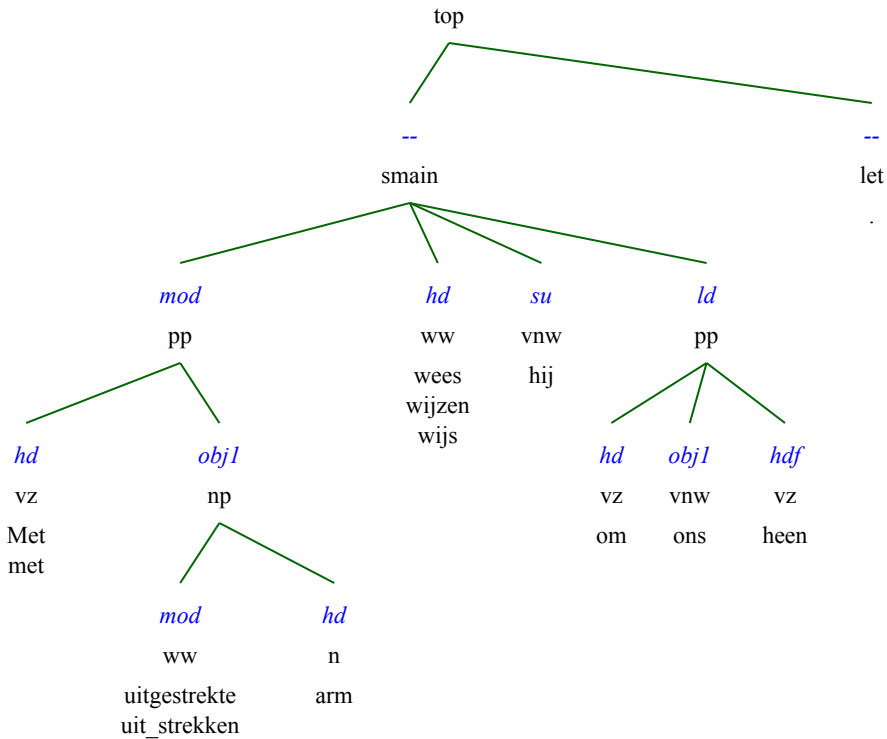 top
-- --
smain let
.
mod hd su ld
pp ww vnw pp
wees hij
wijzen
wijs
hd obj1 hd obj1 hdf
vz np vz vnw vz
Met om ons heen
met
mod hd
ww n
uitgestrekte arm
uit_strekken